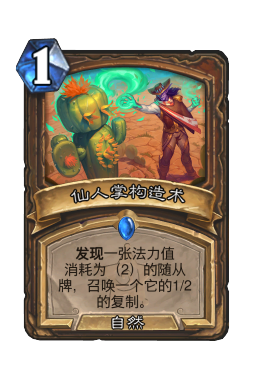 1
仙人掌构造术
发现一张法力值
消耗为（2）的随从
牌，召唤一个它的1/2
的复制。
自然